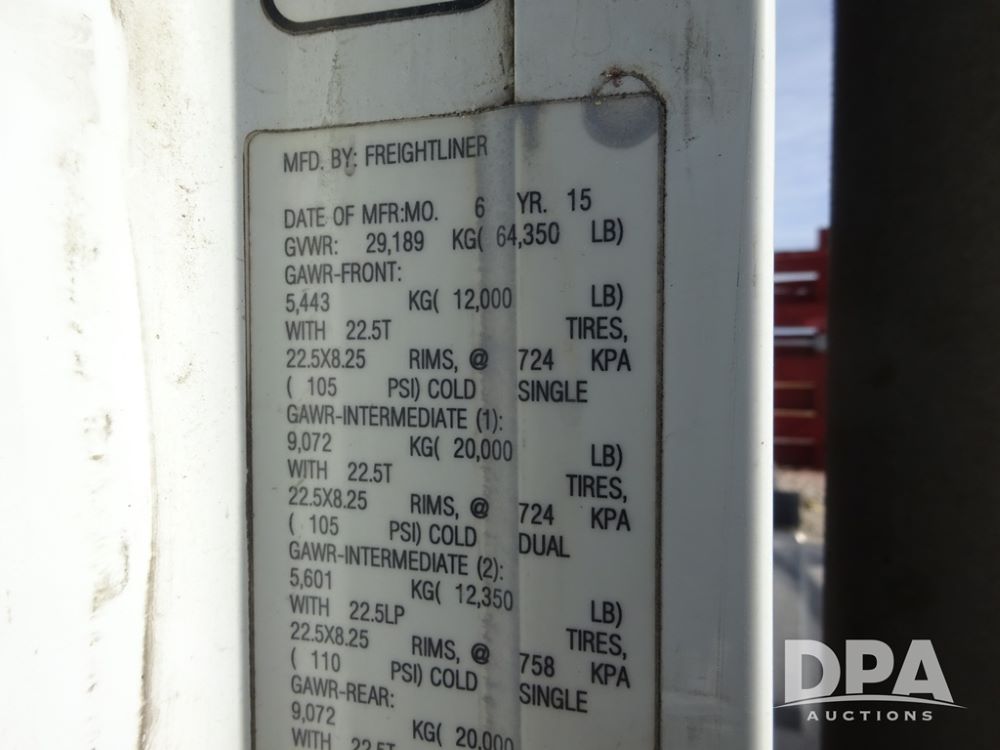 MFD. BY: FREIGHTLINER
DATE OF MFR:MO. 6 YR. 15
GVWR: 29,189 KG( 64,350 LB)
GAWR-FRONT:
5,443 KG( 12,000 LB)
WITH 22.5T TIRES,
22.5X8.25 RIMS, @ 724 KPA
( 105 PSI) COLD SINGLE
GAWR-INTERMEDIATE (1):
9,072 KG( 20,000 LB)
WITH 22.5T TIRES,
22.5X8.25 RIMS, @ 724 KPA
( 105 PSI) COLD DUAL
GAWR-INTERMEDIATE (2):
5,601 KG( 12,350 LB)
WITH 22.5LP TIRES,
22.5X8.25 RIMS, @ 758 KPA
( 110 PSI) COLD SINGLE
GAWR-REAR:
9,072 KG( 20,000
WITH 22.5T
DPA
AUCTIONS